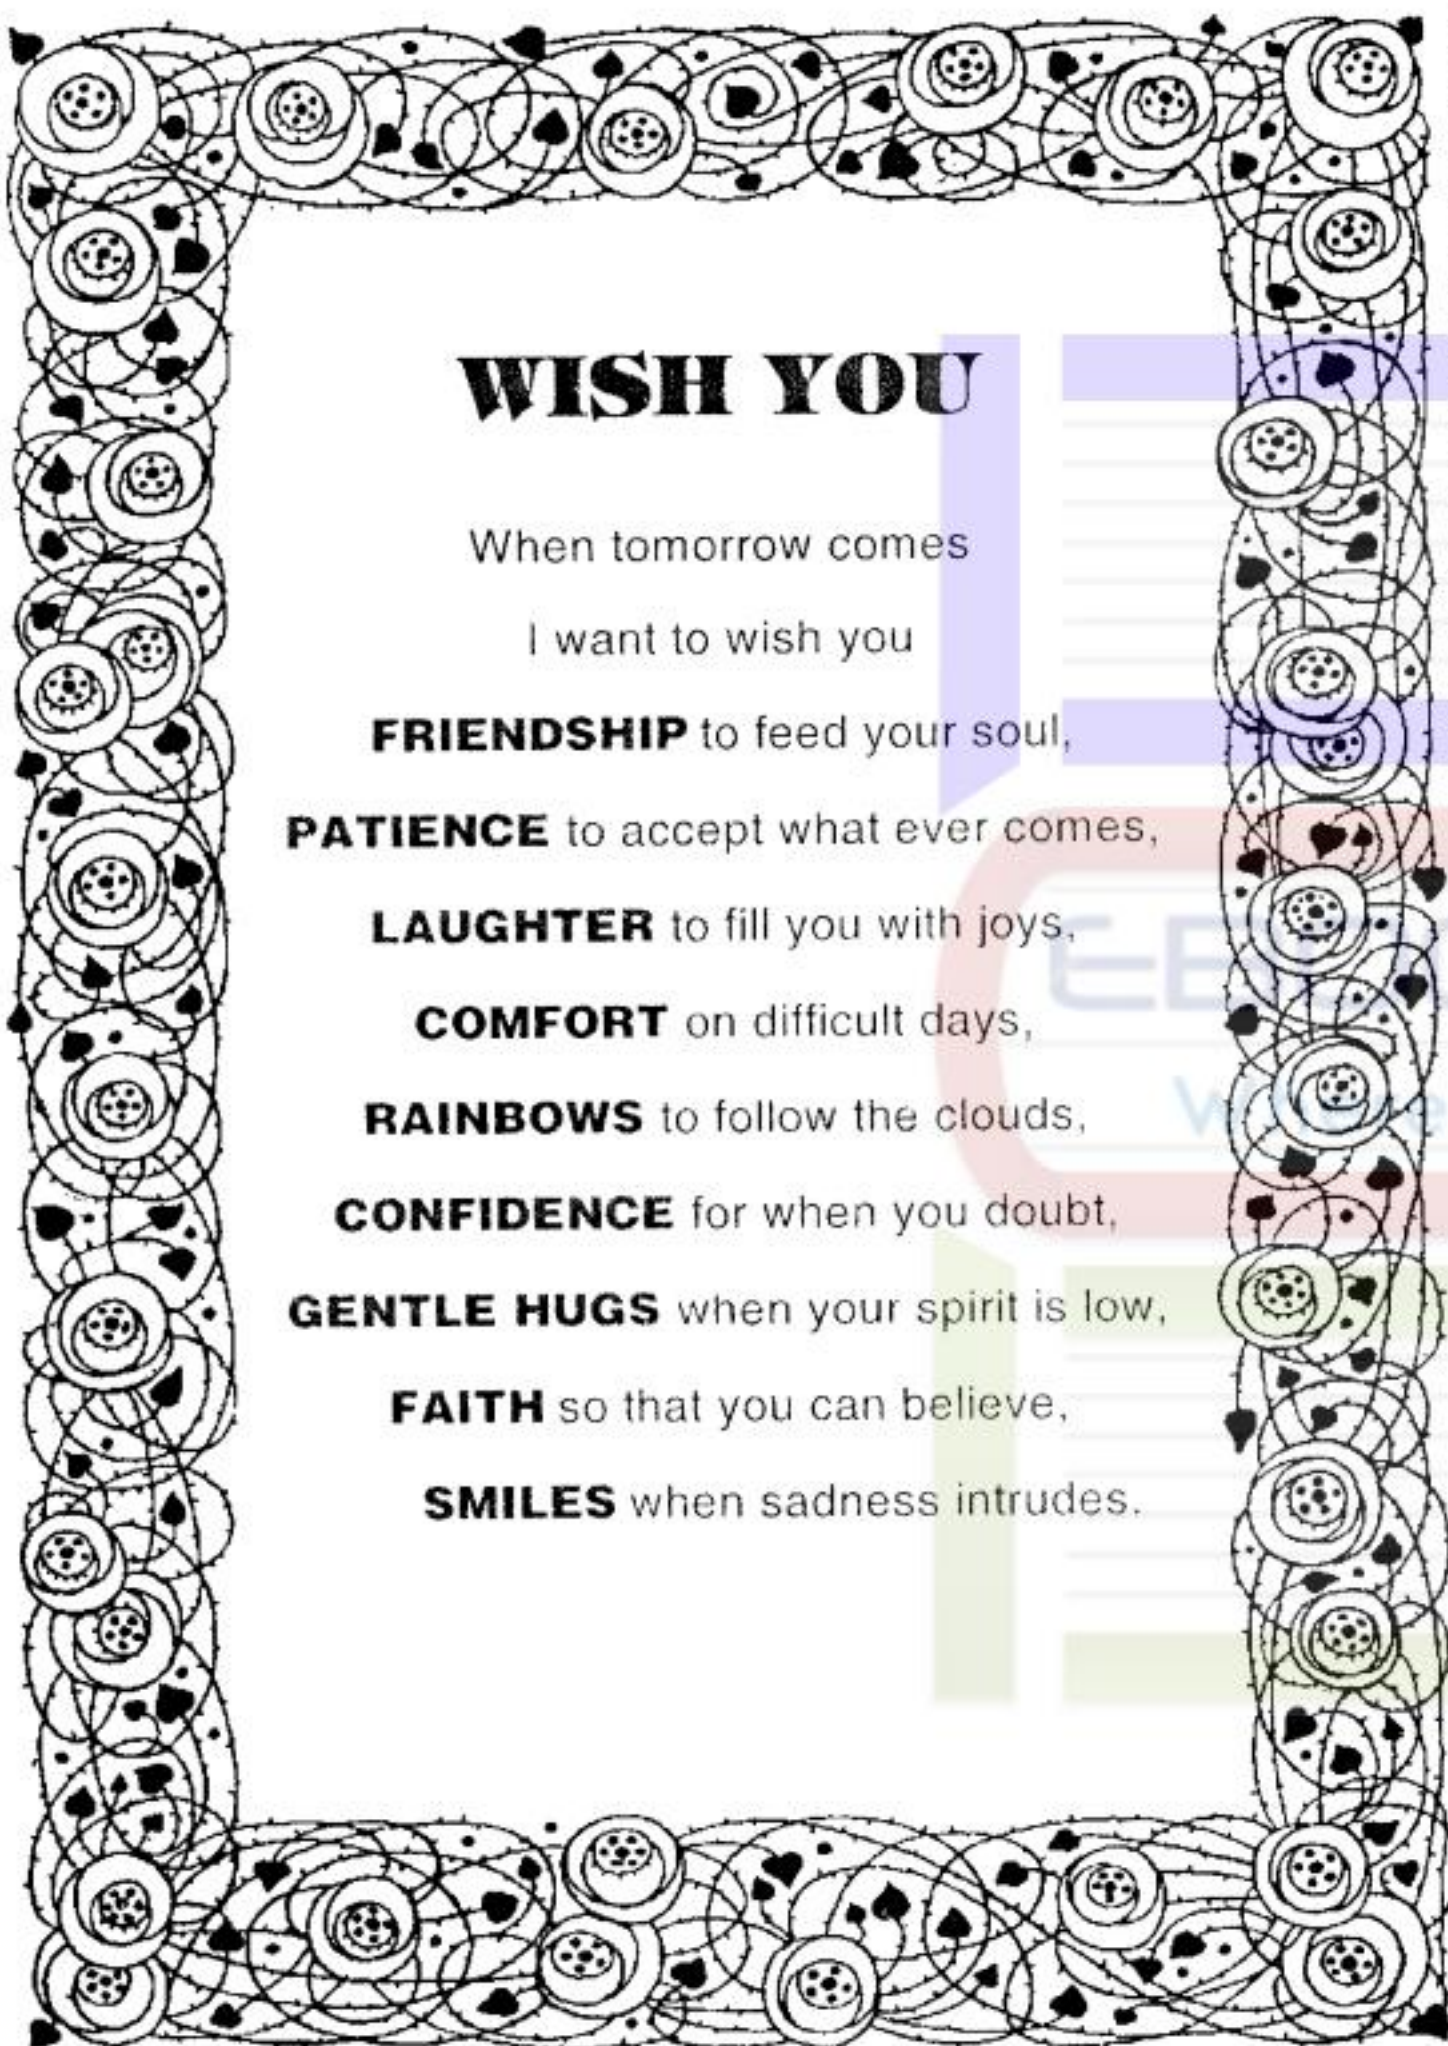 WISH YOU
When tomorrow comes
I want to wish you
FRIENDSHIP to feed your soul,
PATIENCE to accept what ever comes,
LAUGHTER to fill you with joys,
COMFORT on difficult days,
RAINBOWS to follow the clouds,
CONFIDENCE for when you doubt,
GENTLE HUGS when your spirit is low,
FAITH so that you can believe,
SMILES when sadness intrudes.
Where